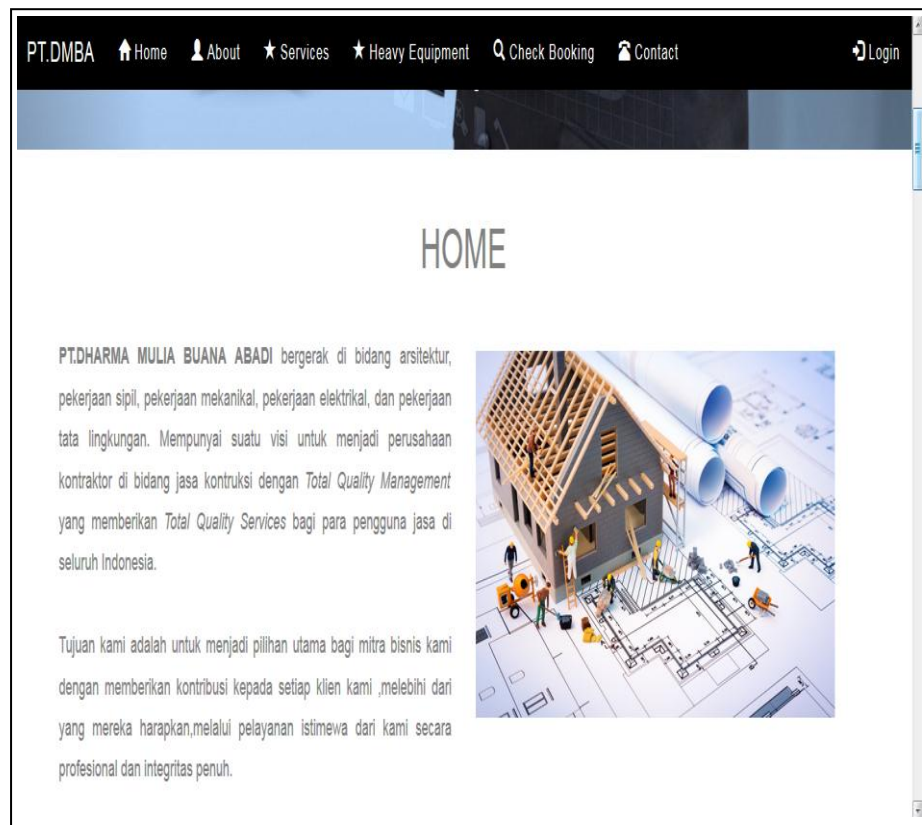 PT.DMBA Home About Services Heavy Equipment Check Booking Contact Login
HOME
PT.DHARMA MULIA BUANA ABADI bergerak di bidang arsitektur,
pekerjaan sipil, pekerjaan mekanikal, pekerjaan elektrikal, dan pekerjaan
tata lingkungan. Mempunyai suatu visi untuk menjadi perusahaan
kontraktor di bidang jasa kontruksi dengan Total Quality Management
yang memberikan Total Quality Services bagi para pengguna jasa di
seluruh Indonesia.
Tujuan kami adalah untuk menjadi pilihan utama bagi mitra bisnis kami
dengan memberikan kontribusi kepada setiap klien kami ,melebihi dari
yang mereka harapkan,melalui pelayanan istimewa dari kami secara
profesional dan integritas penuh.